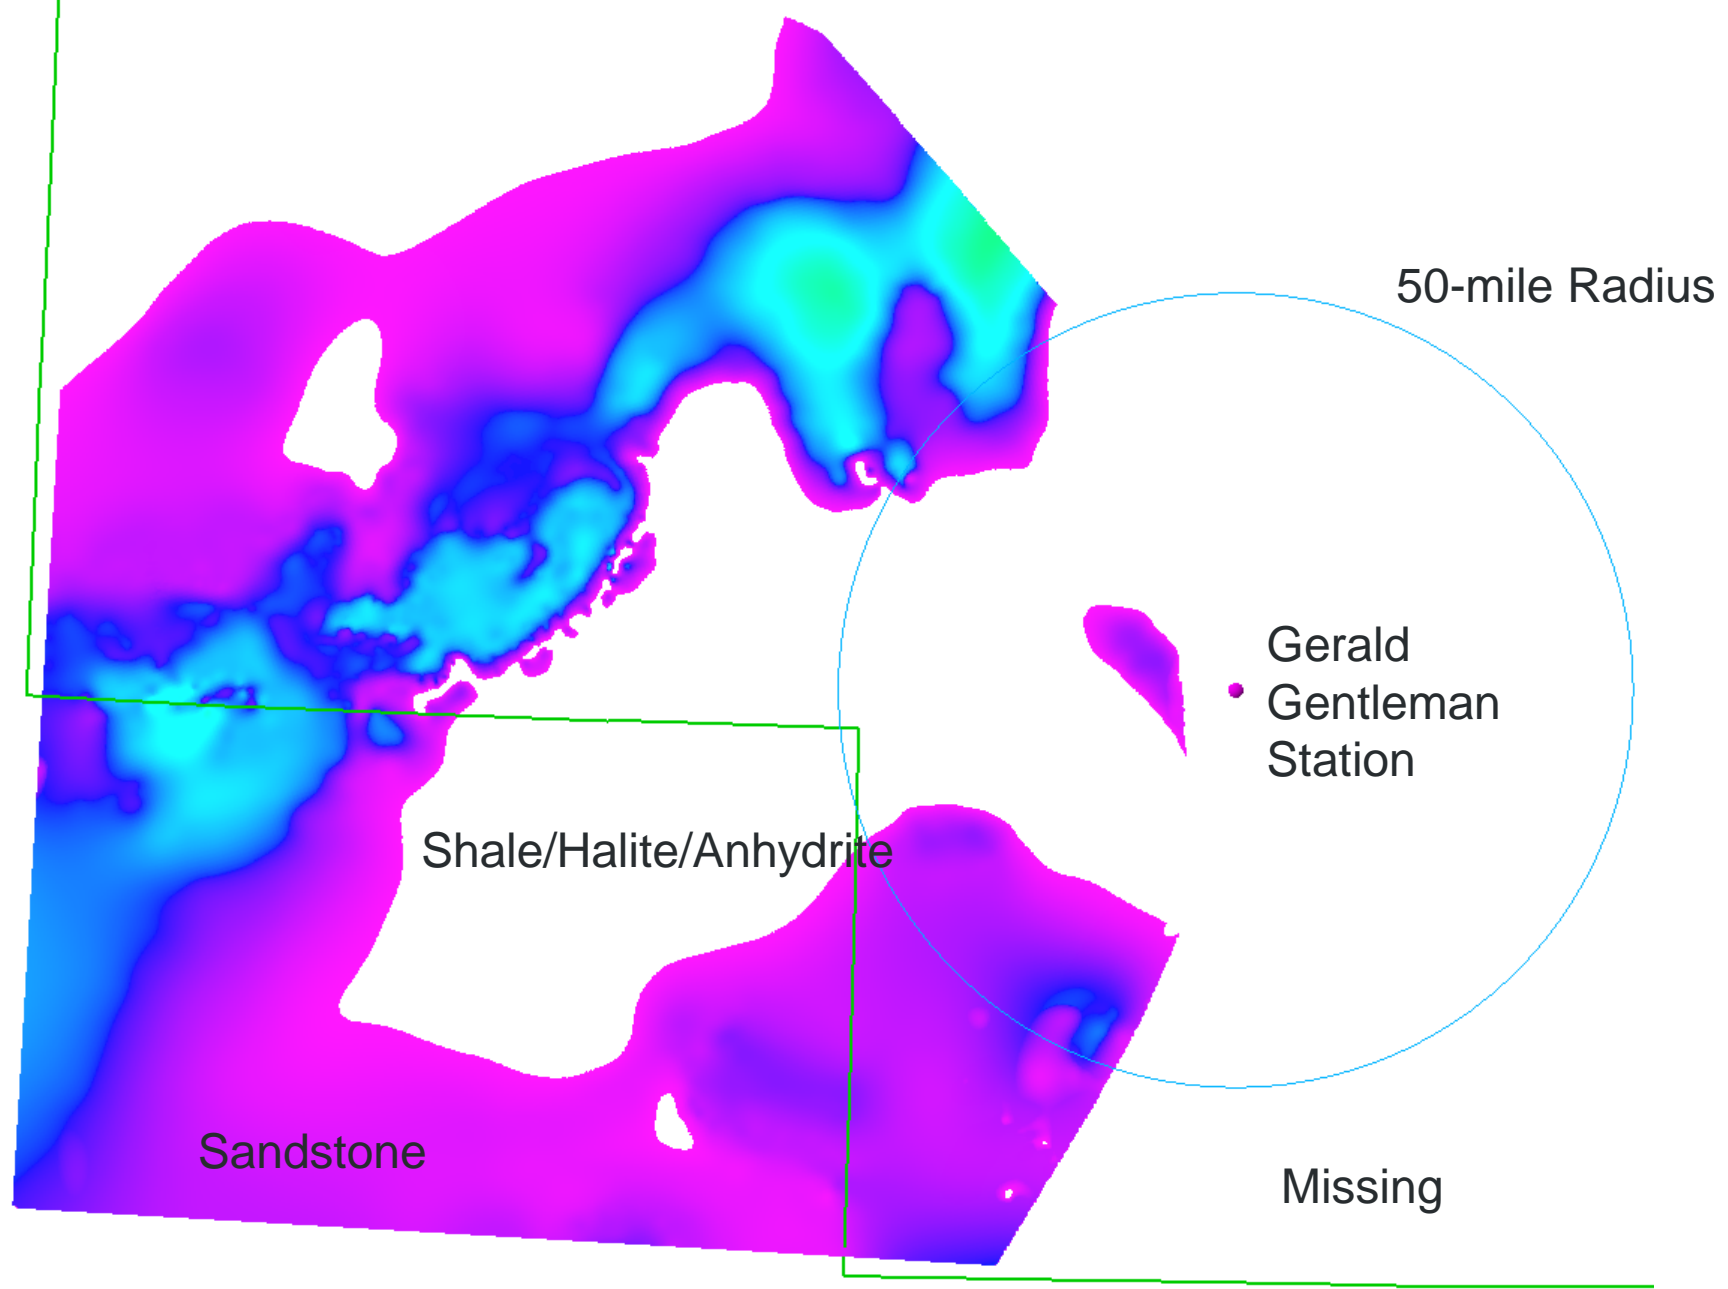 50-mile Radius
Gerald
Gentleman
Station
Shale/Halite/Anhydrite
Sandstone
Missing